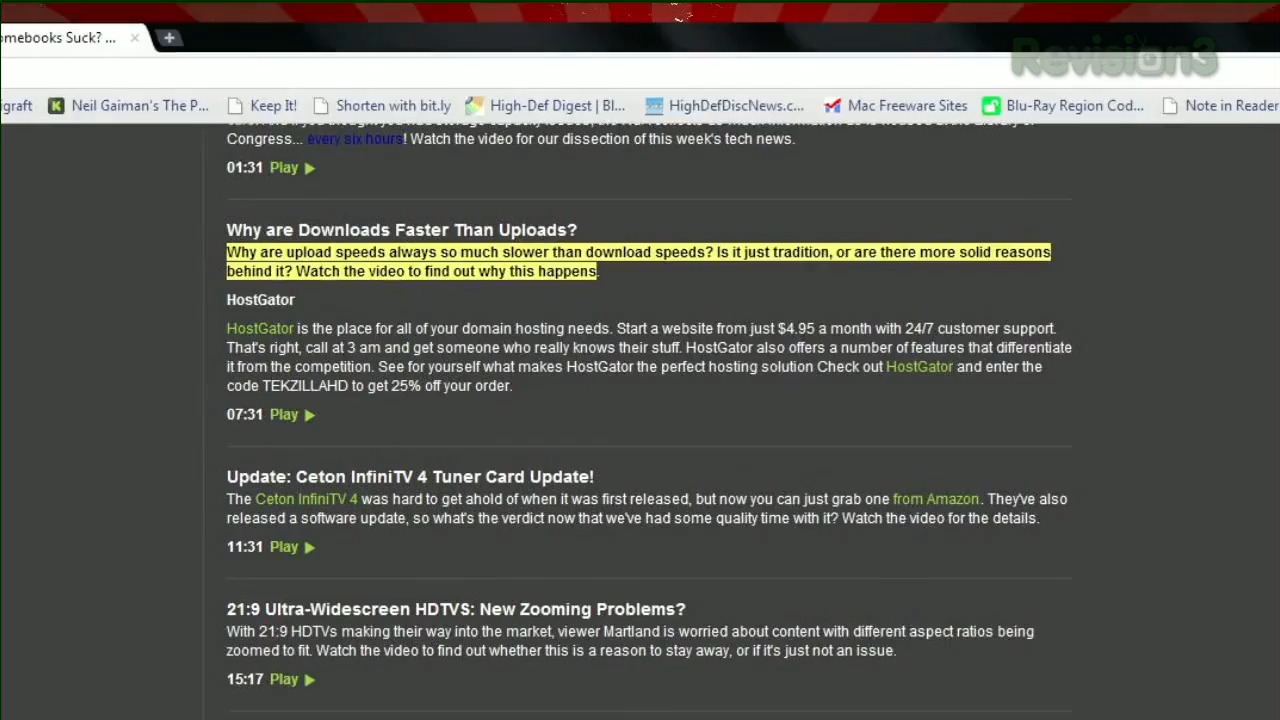 omebooks Suck? ...
Revision3
igraft
Neil Gaiman's The P...
Keep It!
Shorten with bit.ly
High-Def Digest | Bl...
HighDefDiscNews.c...
Mac Freeware Sites
Blu-Ray Region Cod...
Note in Reader
Congress... every six hours! Watch the video for our dissection of this week's tech news.
01:31 Play
Why are Downloads Faster Than Uploads?
Why are upload speeds always so much slower than download speeds? Is it just tradition, or are there more solid reasons
behind it? Watch the video to find out why this happens.
HostGator
HostGator is the place for all of your domain hosting needs. Start a website from just $4.95 a month with 24/7 customer support.
That's right, call at 3 am and get someone who really knows their stuff. HostGator also offers a number of features that differentiate
it from the competition. See for yourself what makes HostGator the perfect hosting solution Check out HostGator and enter the
code TEKZILLAHD to get 25% off your order.
07:31 Play
Update: Ceton InfiniTV 4 Tuner Card Update!
The Ceton InfiniTV 4 was hard to get ahold of when it was first released, but now you can just grab one from Amazon. They've also
released a software update, so what's the verdict now that we've had some quality time with it? Watch the video for the details.
11:31 Play
21:9 Ultra-Widescreen HDTVS: New Zooming Problems?
With 21:9 HDTVs making their way into the market, viewer Martland is worried about content with different aspect ratios being
zoomed to fit. Watch the video to find out whether this is a reason to stay away, or if it's just not an issue.
15:17 Play